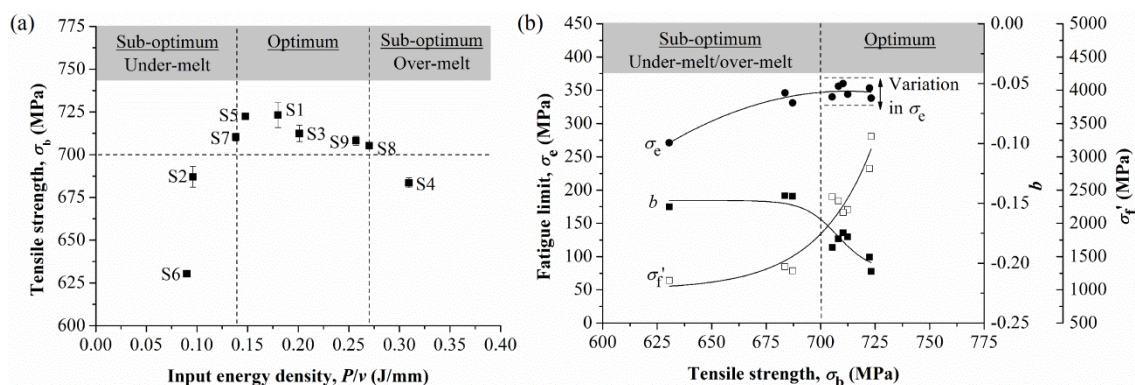 (a)
775
750
725
700
675
650
625
600
Tensile strength, σb (MPa)
Sub-optimum
Under-melt
Optimum
Sub-optimum
Over-melt
S1
S5
S3
S7
S9
S8
S2
S4
S6
0.00 0.05 0.10 0.15 0.20 0.25 0.30 0.35 0.40
Input energy density, P/v (J/mm)
(b)
450
400
350
300
250
200
150
100
50
0
Fatigue limit, σe (MPa)
Sub-optimum
Under-melt/over-melt
Optimum
Variation
in σe
σe
b
σf'
600 625 650 675 700 725 750 775
Tensile strength, σb (MPa)
0.00
-0.05
-0.10
-0.15
-0.20
-0.25
b
5000
4500
4000
3500
3000
2500
2000
1500
1000
500
σf' (MPa)